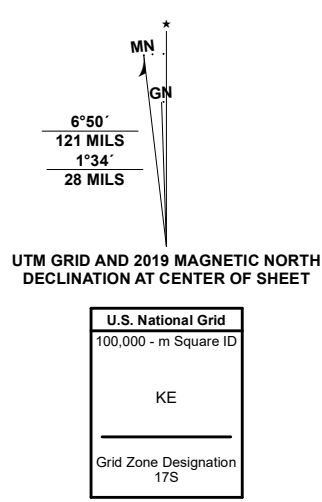 ★
MN
GN
6°50´
121 MILS
1°34´
28 MILS
UTM GRID AND 2019 MAGNETIC NORTH
DECLINATION AT CENTER OF SHEET
U.S. National Grid
100,000 - m Square ID
KE
Grid Zone Designation
17S